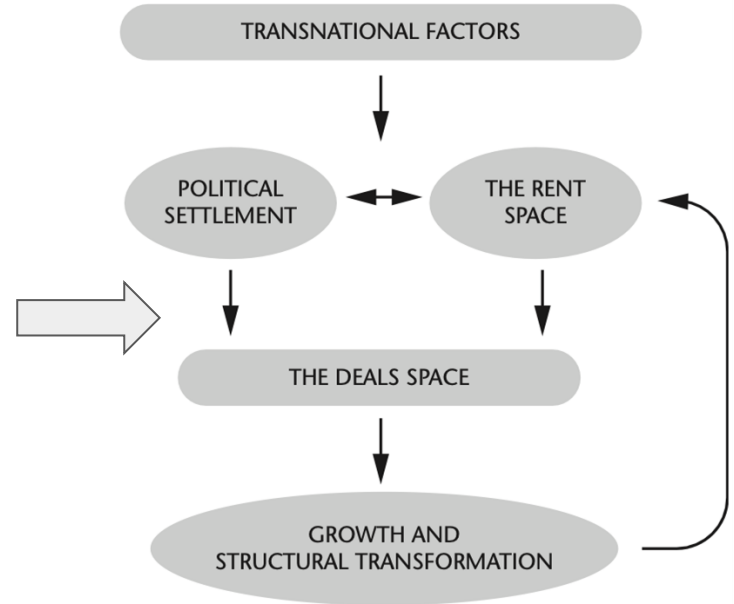 TRANSNATIONAL FACTORS
POLITICAL
SETTLEMENT
THE RENT
SPACE
THE DEALS SPACE
GROWTH AND
STRUCTURAL TRANSFORMATION